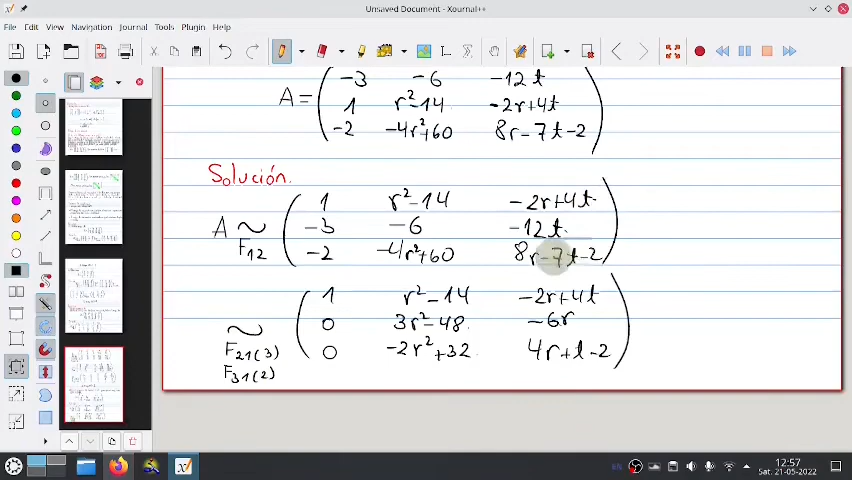 Unsaved Document - Xournal++
File Edit View Navigation Journal Tools Plugin Help
-3 -6 -12t
A = 1 r²-14 -2r+4t
-2 -4r²+60 8r-7t-2
Solución.
1 r²-14 -2r+4t
A ~ F12 -3 -6 -12t
-2 -4r²+60 8r-7t-2
1 r²-14 -2r+4t
~ 0 3r²-48 -6r
F21(3) 0 -2r²+32 4r+t-2
F31(2)
12:57
Sat. 21-05-2022